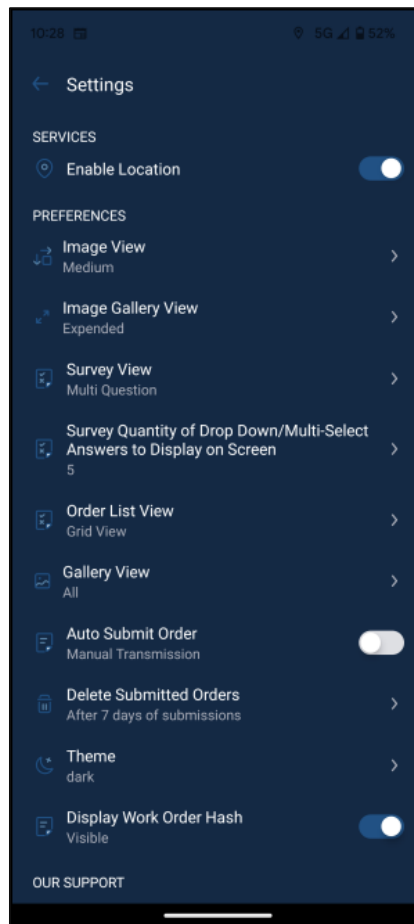 10:28
5G 52%
Settings
SERVICES
Enable Location
PREFERENCES
Image View
Medium
Image Gallery View
Expended
Survey View
Multi Question
Survey Quantity of Drop Down/Multi-Select
Answers to Display on Screen
5
Order List View
Grid View
Gallery View
All
Auto Submit Order
Manual Transmission
Delete Submitted Orders
After 7 days of submissions
Theme
dark
Display Work Order Hash
Visible
OUR SUPPORT